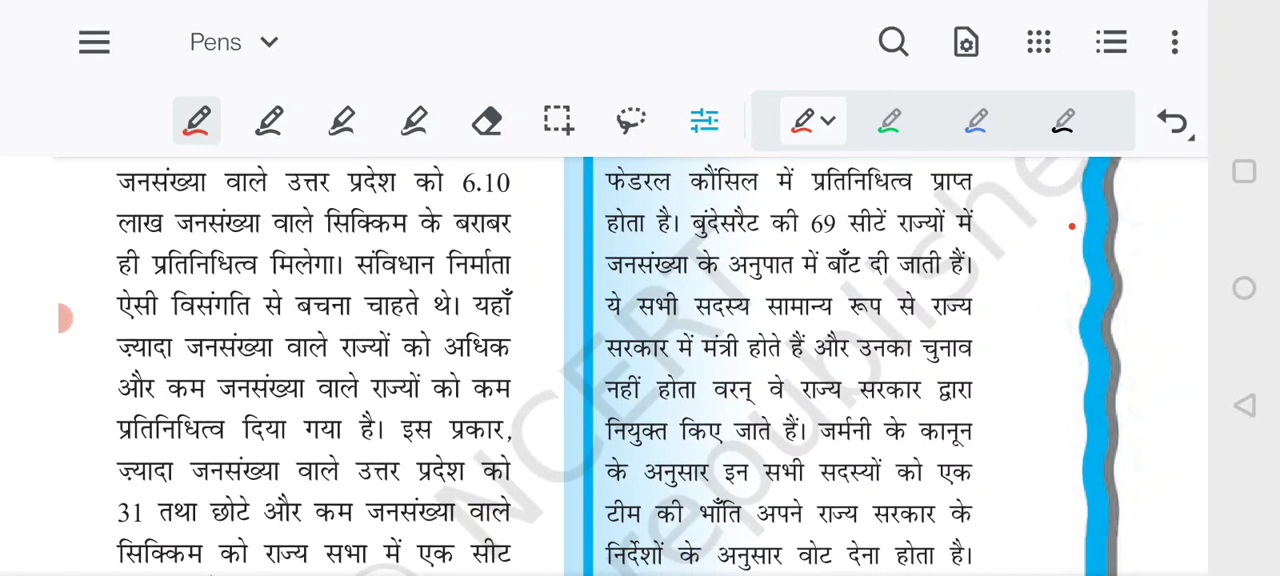 Pens
जनसंख्या वाले उत्तर प्रदेश को 6.10
लाख जनसंख्या वाले सिक्किम के बराबर
ही प्रतिनिधित्व मिलेगा। संविधान निर्माता
ऐसी विसंगति से बचना चाहते थे। यहाँ
ज़्यादा जनसंख्या वाले राज्यों को अधिक
और कम जनसंख्या वाले राज्यों को कम
प्रतिनिधित्व दिया गया है। इस प्रकार,
ज़्यादा जनसंख्या वाले उत्तर प्रदेश को
31 तथा छोटे और कम जनसंख्या वाले
सिक्किम को राज्य सभा में एक सीट
फेडरल कौंसिल में प्रतिनिधित्व प्राप्त
होता है। बुंदेसरैट की 69 सीटें राज्यों में
जनसंख्या के अनुपात में बाँट दी जाती हैं।
ये सभी सदस्य सामान्य रूप से राज्य
सरकार में मंत्री होते हैं और उनका चुनाव
नहीं होता वरन् वे राज्य सरकार द्वारा
नियुक्त किए जाते हैं। जर्मनी के कानून
के अनुसार इन सभी सदस्यों को एक
टीम की भाँति अपने राज्य सरकार के
निर्देशों के अनुसार वोट देना होता है।
NCERT
republishe